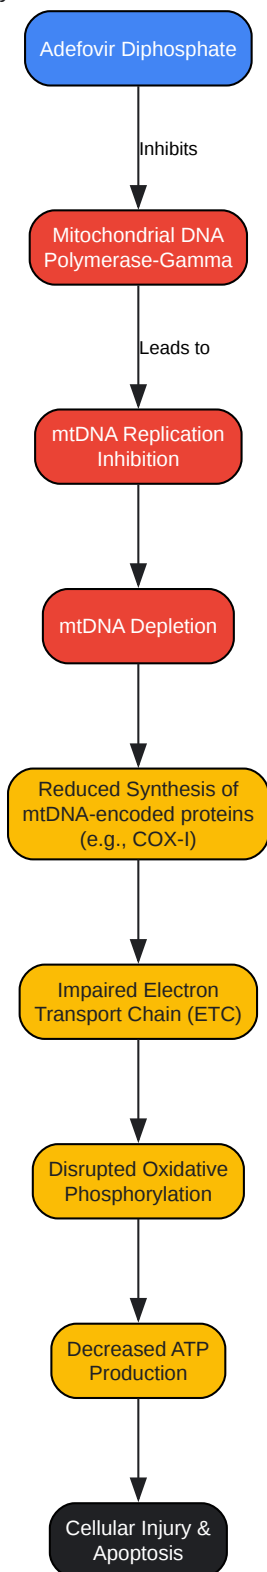 Adefovir Diphosphate
Inhibits
Mitochondrial DNA
Polymerase-Gamma
Leads to
mtDNA Replication
Inhibition
mtDNA Depletion
Reduced Synthesis of
mtDNA-encoded proteins
(e.g., COX-I)
Impaired Electron
Transport Chain (ETC)
Disrupted Oxidative
Phosphorylation
Decreased ATP
Production
Cellular Injury &
Apoptosis